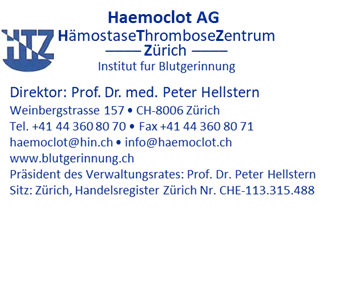 Haemoclot AG
HTZ
HämostaseThromboseZentrum
Zürich
Institut für Blutgerinnung
Direktor: Prof. Dr. med. Peter Hellstern
Weinbergstrasse 157 • CH-8006 Zürich
Tel. +41 44 360 80 70 • Fax +41 44 360 80 71
haemoclot@hin.ch • info@haemoclot.ch
www.blutgerinnung.ch
Präsident des Verwaltungsrates: Prof. Dr. Peter Hellstern
Sitz: Zürich, Handelsregister Zürich Nr. CHE-113.315.488